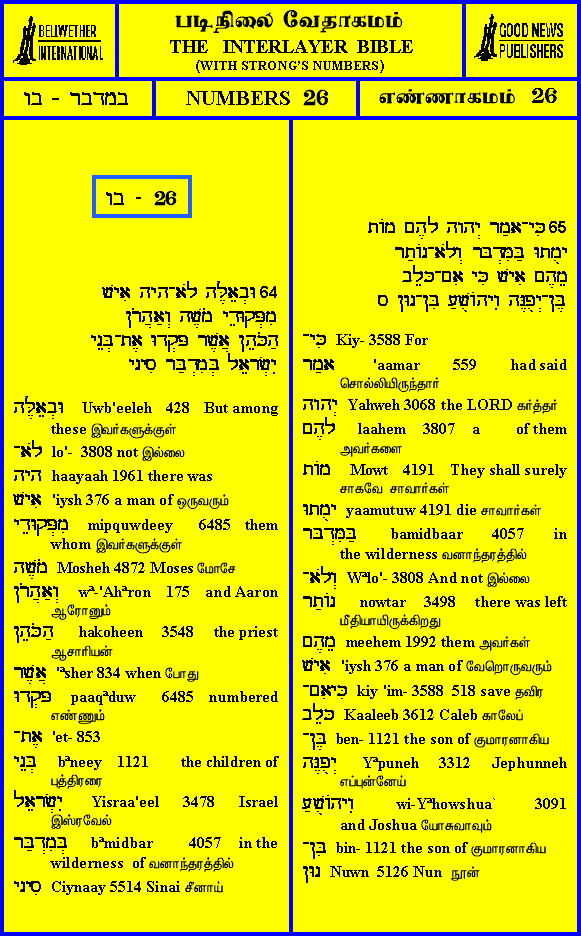 BELLWETHER
INTERNATIONAL
படிநிலை வேதாகமம்
THE INTERLAYER BIBLE
(WITH STRONG'S NUMBERS)
GOOD NEWS
PUBLISHERS
במדבר - בו
NUMBERS 26
எண்ணாகமம் 26
בו - 26
64 וּבְאֵלֶּה לֹא־הָיָה אִישׁ
מִפְּקוּדֵי מֹשֶׁה וְאַהֲרֹן
הַכֹּהֵן אֲשֶׁר פָּקְדוּ אֶת־בְּנֵי
יִשְׂרָאֵל בְּמִדְבַּר סִינָי
וּבְאֵלֶּה Uwb'eeleh 428 But among
these இவர்களுக்குள்
לֹא־ lo'- 3808 not இல்லை
הָיָה haayaah 1961 there was
אִישׁ 'iysh 376 a man of ஒருவரும்
מִפְּקוּדֵי mipquwdeey 6485 them
whom இவர்களுக்குள்
מֹשֶׁה Mosheh 4872 Moses மோசே
וְאַהֲרֹן wª-'Ahªron 175 and Aaron
ஆரோனும்
הַכֹּהֵן hakoheen 3548 the priest
ஆசாரியன்
אֲשֶׁר 'ªsher 834 when போது
פָּקְדוּ paaqªduw 6485 numbered
எண்ணும்
אֶת־ 'et- 853
בְּנֵי bªneey 1121 the children of
புத்திரரை
יִשְׂרָאֵל Yisraa'eel 3478 Israel
இஸ்ரவேல்
בְּמִדְבַּר bªmidbar 4057 in the
wilderness of வனாந்தரத்தில்
סִינָי Ciynaay 5514 Sinai சீனாய்
65 כִּי־אָמַר יְהוָה לָהֶם מוֹת
יָמֻתוּ בַּמִּדְבָּר וְלֹא־נוֹתַר
מֵהֶם אִישׁ כִּי אִם־כָּלֵב
בֶּן־יְפֻנֶּה וִיהוֹשֻׁעַ בִּן־נוּן ס
כִּי־ Kiy- 3588 For
אָמַר 'aamar 559 had said
சொல்லியிருந்தார்
יְהוָה Yahweh 3068 the LORD கர்த்தர்
לָהֶם laahem 3807 a of them
அவர்களை
מוֹת Mowt 4191 They shall surely
சாகவே சாவார்கள்
יָמֻתוּ yaamutuw 4191 die சாவார்கள்
בַּמִּדְבָּר bamidbaar 4057 in
the wilderness வனாந்தரத்தில்
וְלֹא־ Wªlo'- 3808 And not இல்லை
נוֹתַר nowtar 3498 there was left
மீதியாயிருக்கிறது
מֵהֶם meehem 1992 them அவர்கள்
אִישׁ 'iysh 376 a man of வேறொருவரும்
כִּיאִם־ kiy 'im- 3588 518 save தவிர
כָּלֵב Kaaleeb 3612 Caleb காலேப்
בֶּן־ ben- 1121 the son of குமாரனாகிய
יְפֻנֶּה Yªpuneh 3312 Jephunneh
எப்புன்னேய்
וִיהוֹשֻׁעַ wi-Yªhowshua` 3091
and Joshua யோசுவாவும்
בִּן־ bin- 1121 the son of குமாரனாகிய
נוּן Nuwn 5126 Nun நூன்